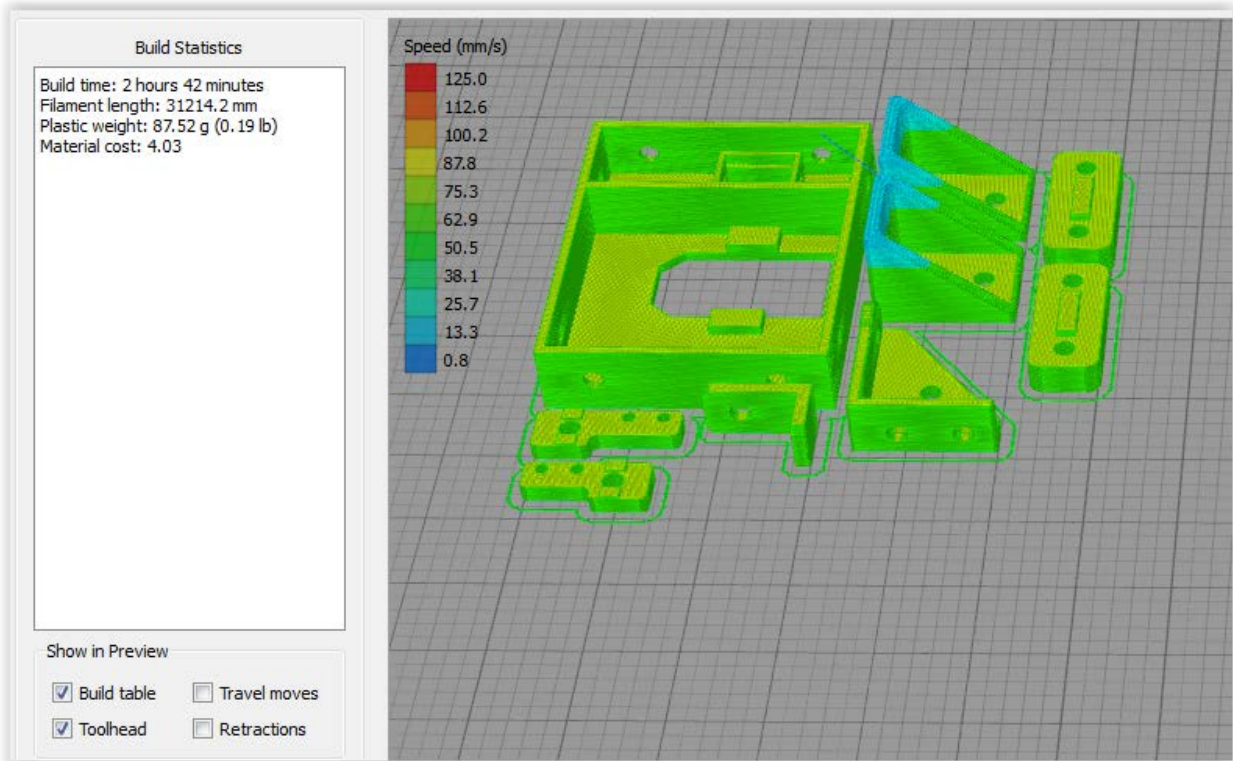 Build Statistics
Build time: 2 hours 42 minutes
Filament length: 31214.2 mm
Plastic weight: 87.52 g (0.19 lb)
Material cost: 4.03
Show in Preview
Build table
Travel moves
Toolhead
Retractions
Speed (mm/s)
125.0
112.6
100.2
87.8
75.3
62.9
50.5
38.1
25.7
13.3
0.8